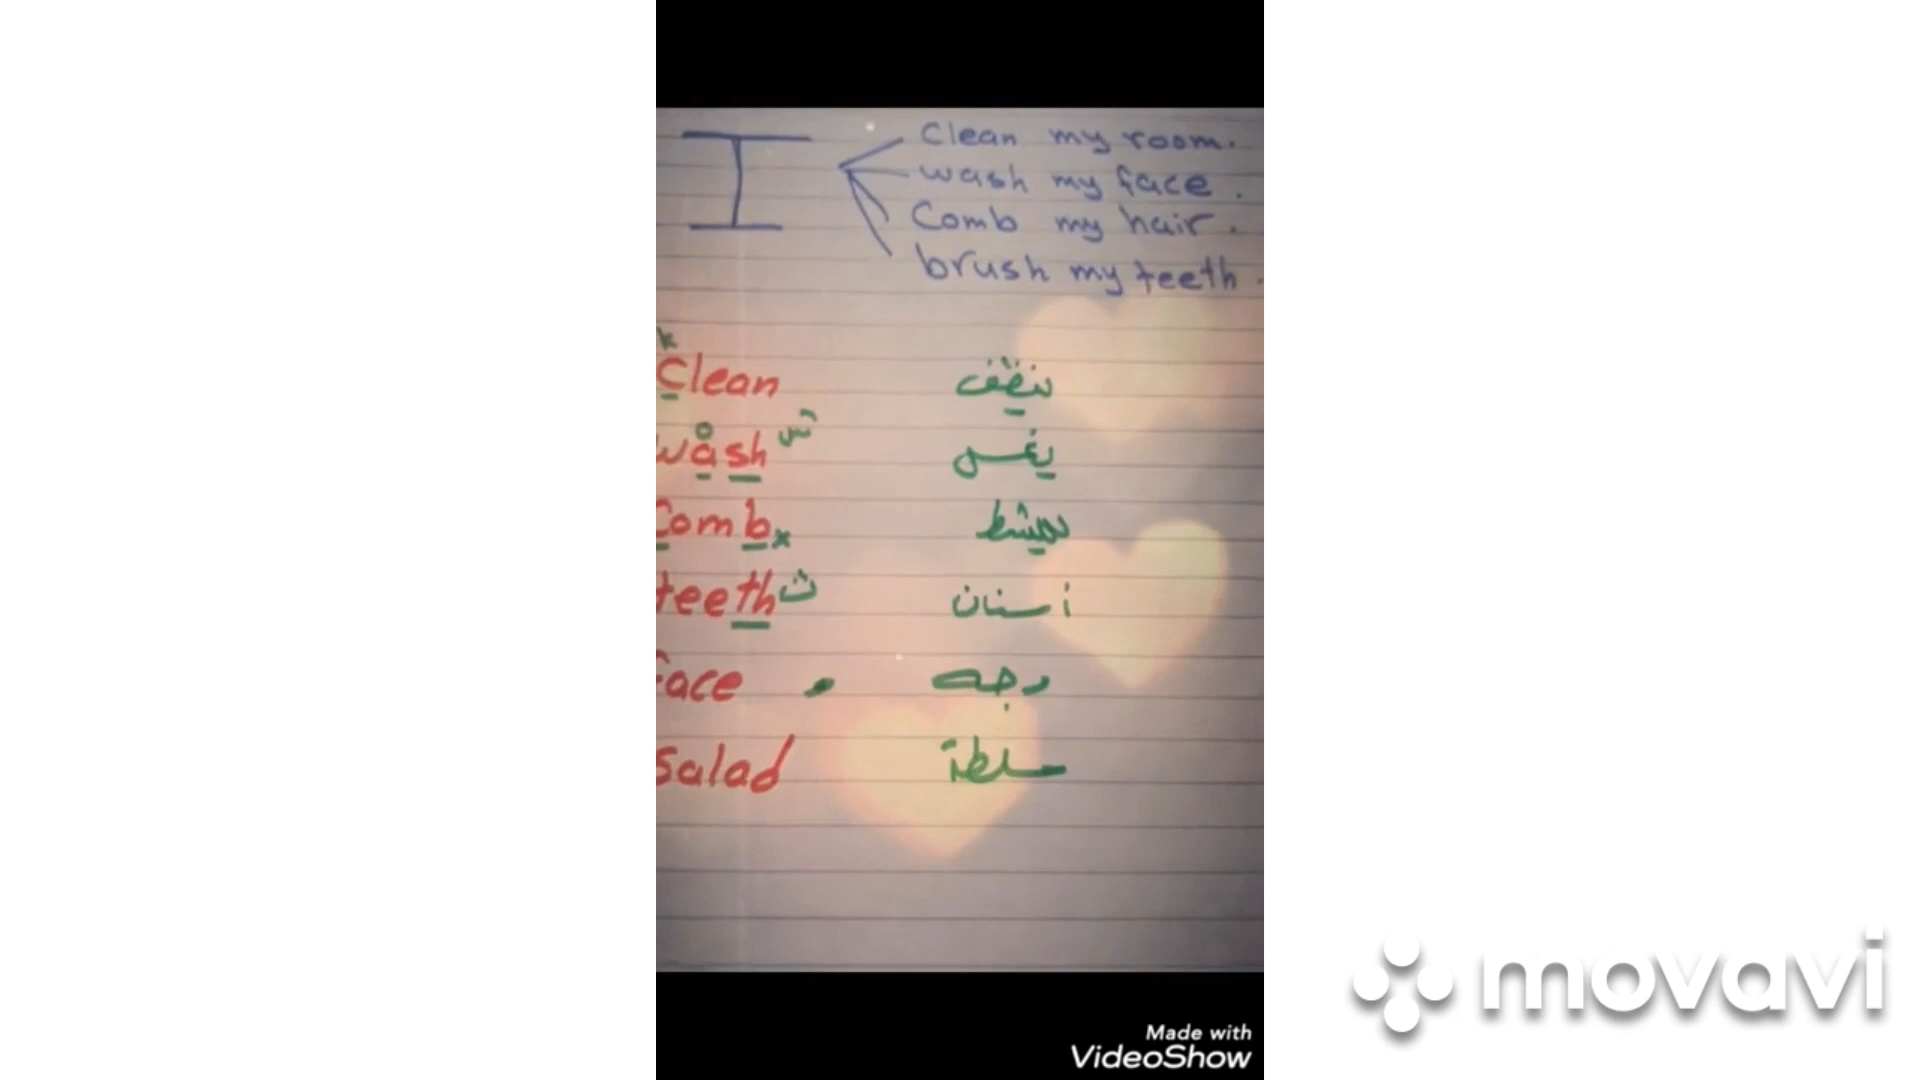 I
Clean my room.
wash my face.
Comb my hair.
brush my teeth.
k
Clean ينظف
o
wash ش يغسل
Comb x يمشط
teeth ث أسنان
face وجه
Salad سلطة
Made with
VideoShow
movavi